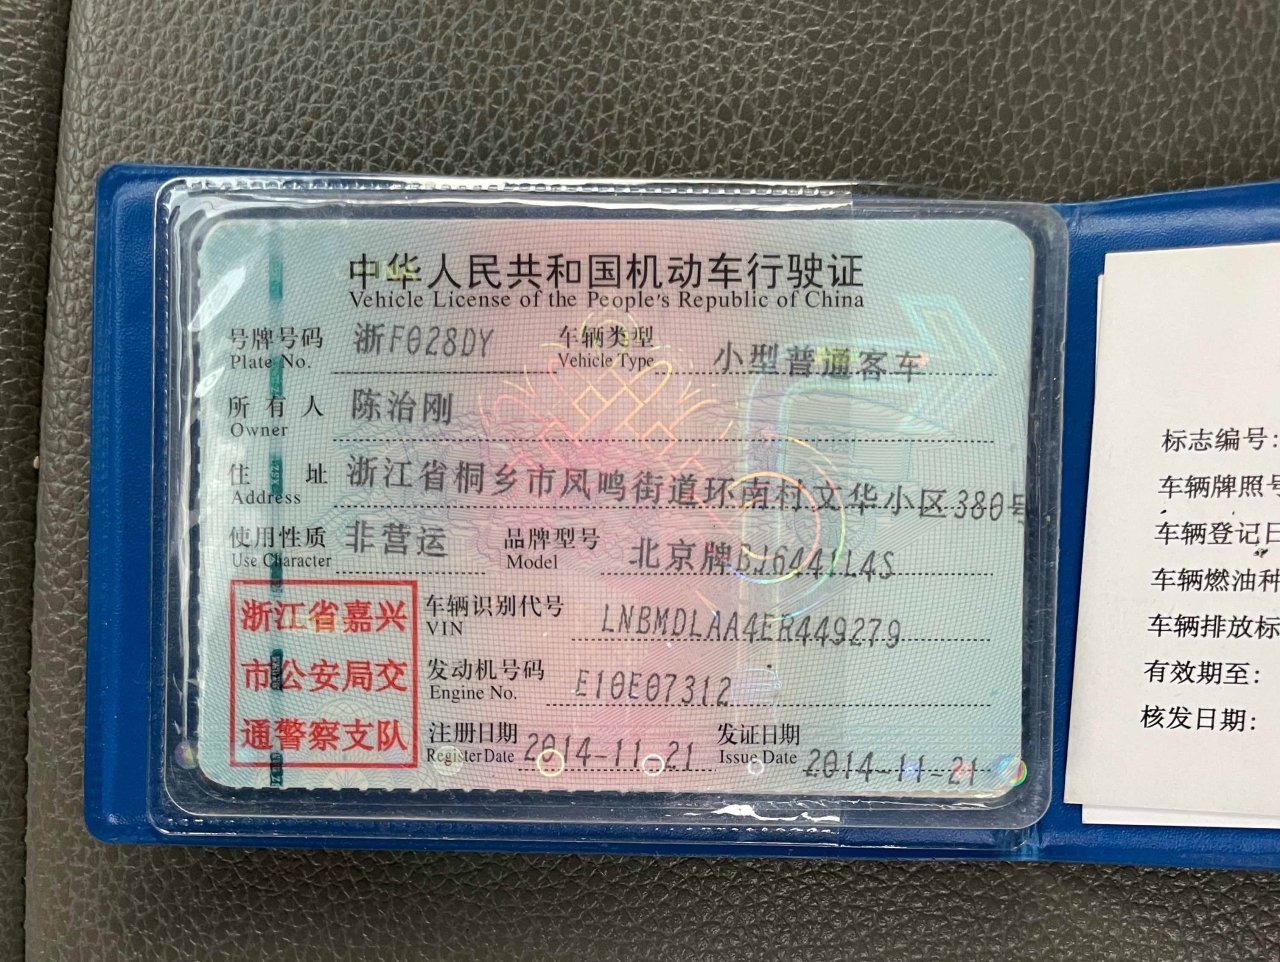 中华人民共和国机动车行驶证
Vehicle License of the People's Republic of China
号牌号码 浙F028DY 车辆类型 小型普通客车
Plate No. Vehicle Type
所有人 陈治刚
Owner
住址 浙江省桐乡市凤鸣街道环南村文华小区380号
Address
使用性质 非营运 品牌型号 北京牌BJ6441L4S
Use Character Model
浙江省嘉兴
市公安局交
通警察支队
车辆识别代号 LNBMDLAA4ER449279
VIN
发动机号码 E10E07312
Engine No.
注册日期 2014-11-21 发证日期 2014-11-21
Register Date Issue Date
标志编号:
车辆牌照号
车辆登记日
车辆燃油种
车辆排放标
有效期至:
核发日期: